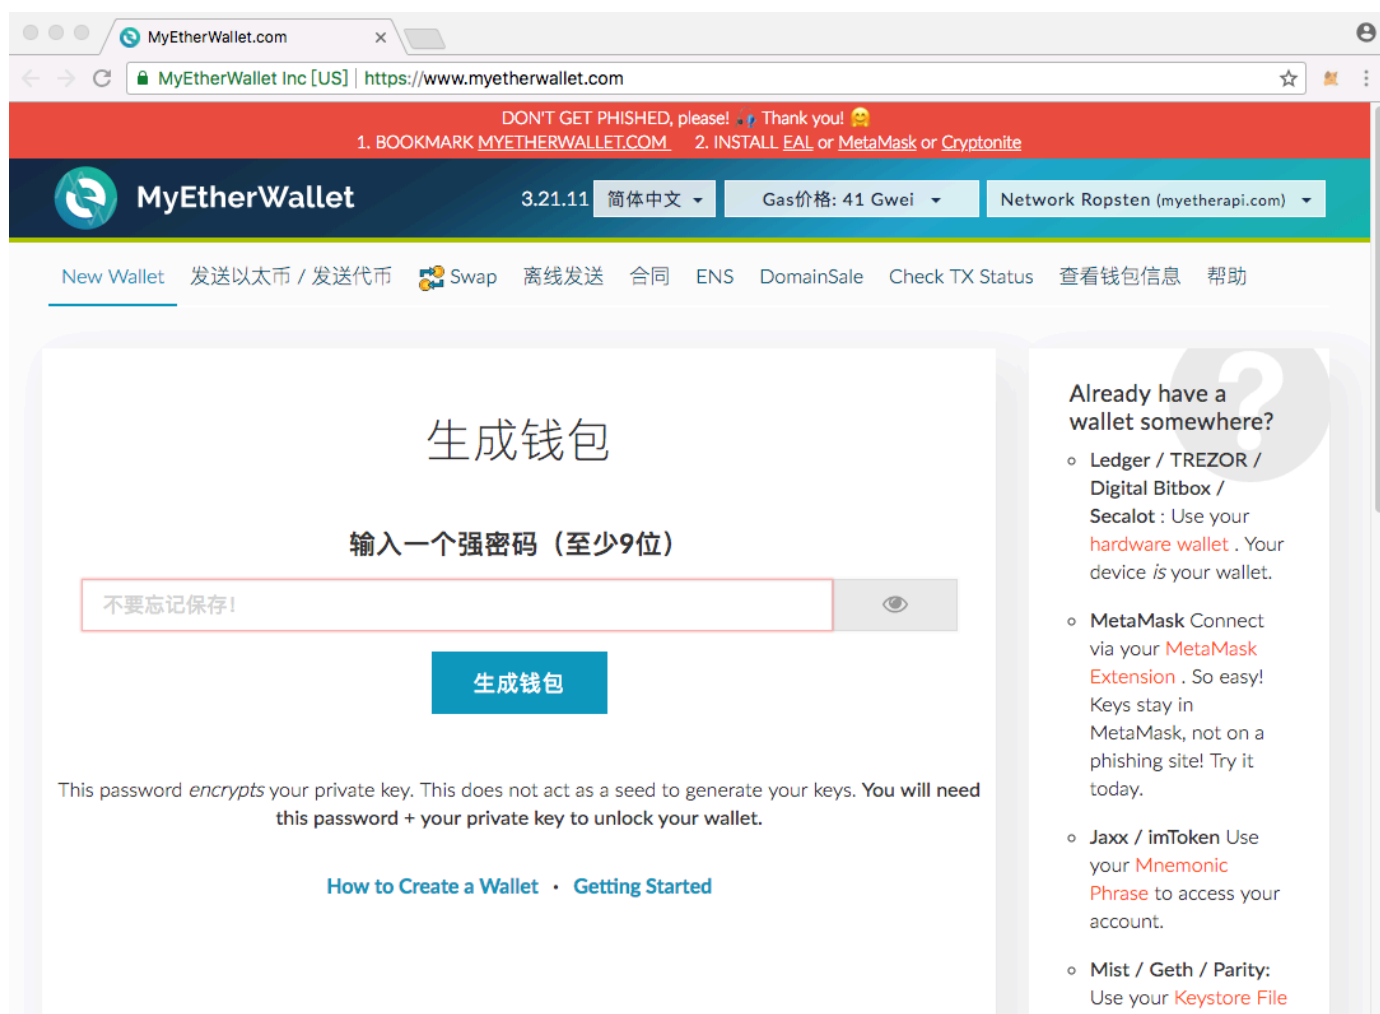 MyEtherWallet.com
MyEtherWallet Inc [US] | https://www.myetherwallet.com
DON'T GET PHISHED, please! 🎣 Thank you! 🤗
1. BOOKMARK MYETHERWALLET.COM 2. INSTALL EAL or MetaMask or Cryptonite
MyEtherWallet 3.21.11 简体中文 Gas价格: 41 Gwei Network Ropsten (myetherapi.com)
New Wallet 发送以太币 / 发送代币 Swap 离线发送 合同 ENS DomainSale Check TX Status 查看钱包信息 帮助
生成钱包
输入一个强密码（至少9位）
不要忘记保存！
生成钱包
This password encrypts your private key. This does not act as a seed to generate your keys. You will need
this password + your private key to unlock your wallet.
How to Create a Wallet · Getting Started
Already have a
wallet somewhere?
Ledger / TREZOR /
Digital Bitbox /
Secalot : Use your
hardware wallet . Your
device is your wallet.
MetaMask Connect
via your MetaMask
Extension . So easy!
Keys stay in
MetaMask, not on a
phishing site! Try it
today.
Jaxx / imToken Use
your Mnemonic
Phrase to access your
account.
Mist / Geth / Parity:
Use your Keystore File